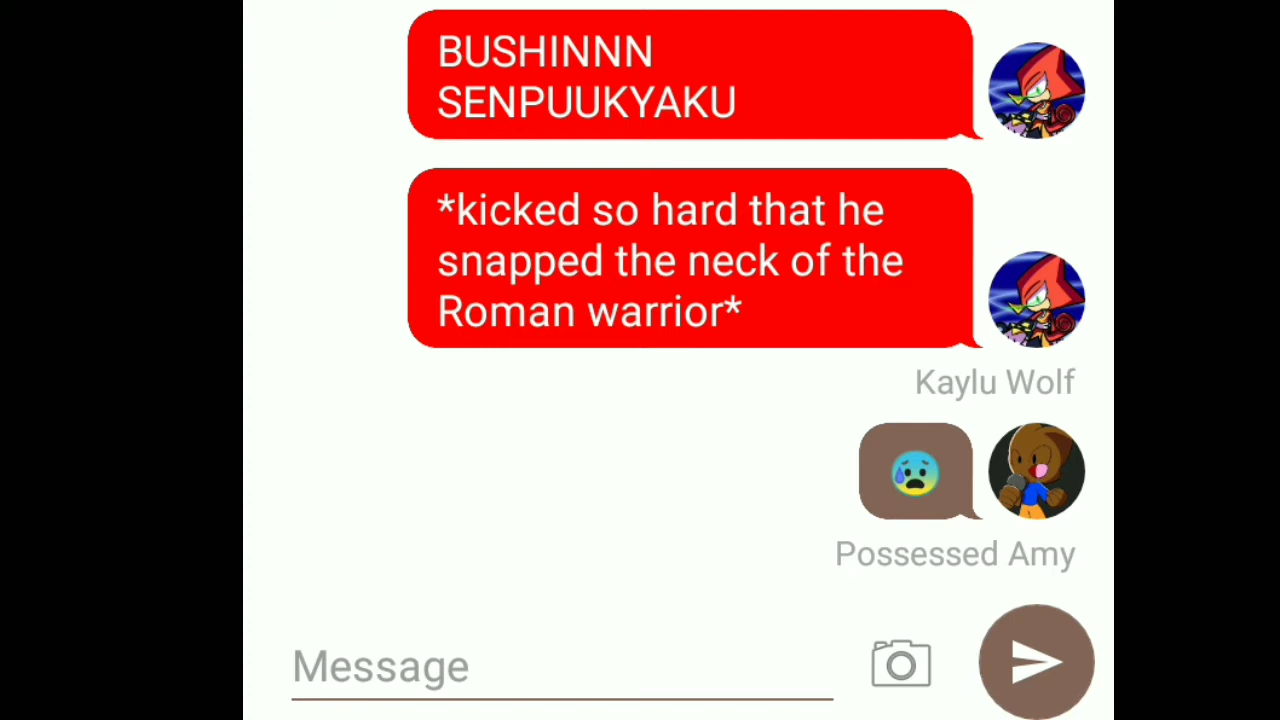 BUSHINNN
SENPUUKYAKU
*kicked so hard that he
snapped the neck of the
Roman warrior*
Kaylu Wolf
😰
Possessed Amy
Message